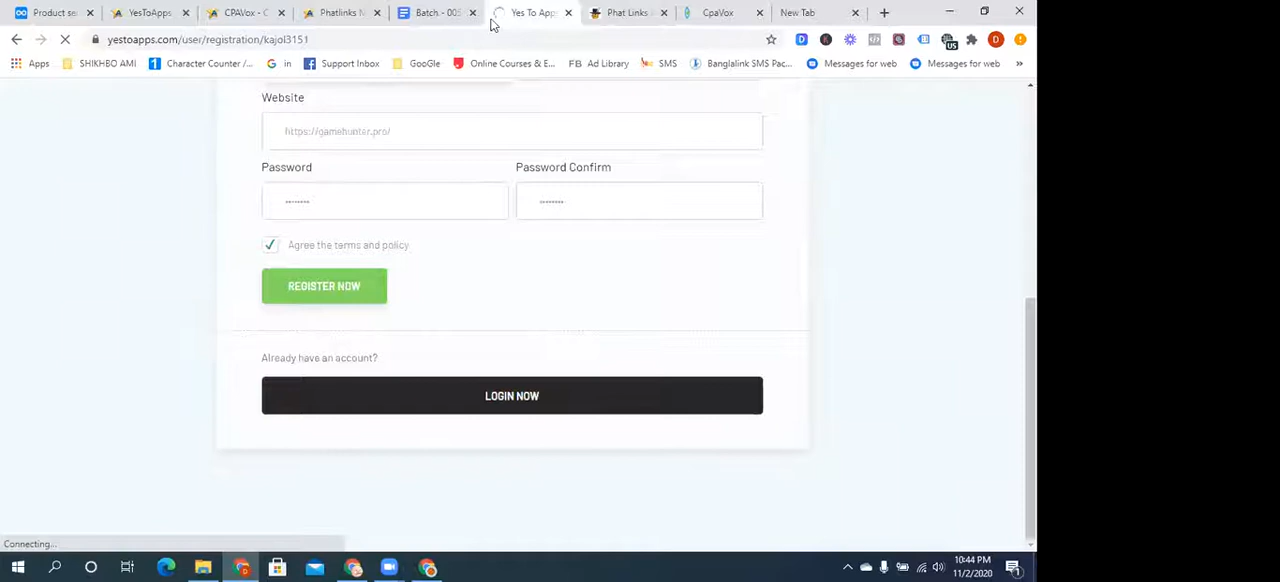 Product se
YesToApps
CPAVox - C
Phatlinks N
Batch - 005
Yes To App
Phat Links
CpaVox
New Tab
yestoapps.com/user/registration/kajol3151
Apps
SHIKHBO AMI
Character Counter /...
in
Support Inbox
GooGle
Online Courses & E...
FB Ad Library
SMS
Banglalink SMS Pac...
Messages for web
Messages for web
»
Website
https://gamehunter.pro/
Password
Password Confirm
Agree the terms and policy
REGISTER NOW
Already have an account?
LOGIN NOW
Connecting...
10:44 PM
11/2/2020